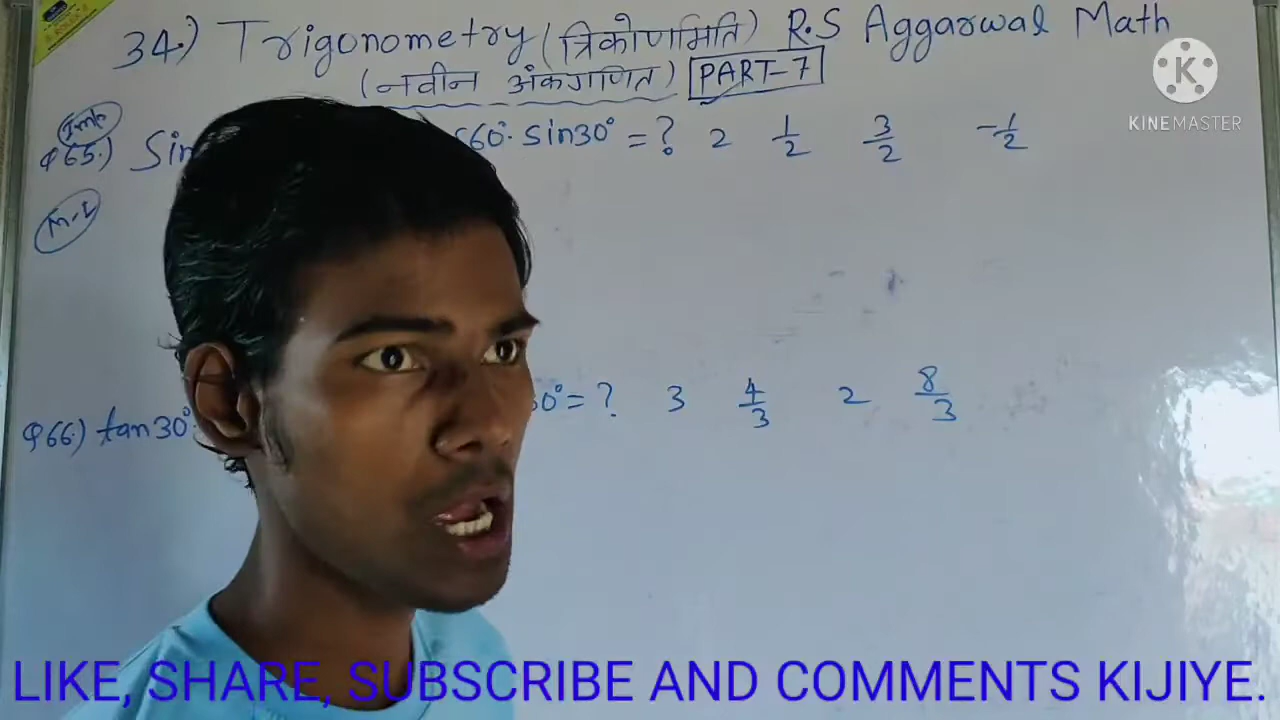 34.) Trigonometry (त्रिकोणमिति) R.S Aggarwal Math
(नवीन अंकगणित) PART-7
KINEMASTER
Imp
Q65.) Sin 60°. Sin30° = ? 2 1/2 3/2 -1/2
M-I
Q66.) tan30° 30° = ? 3 4/3 2 8/3
LIKE, SHARE, SUBSCRIBE AND COMMENTS KIJIYE.